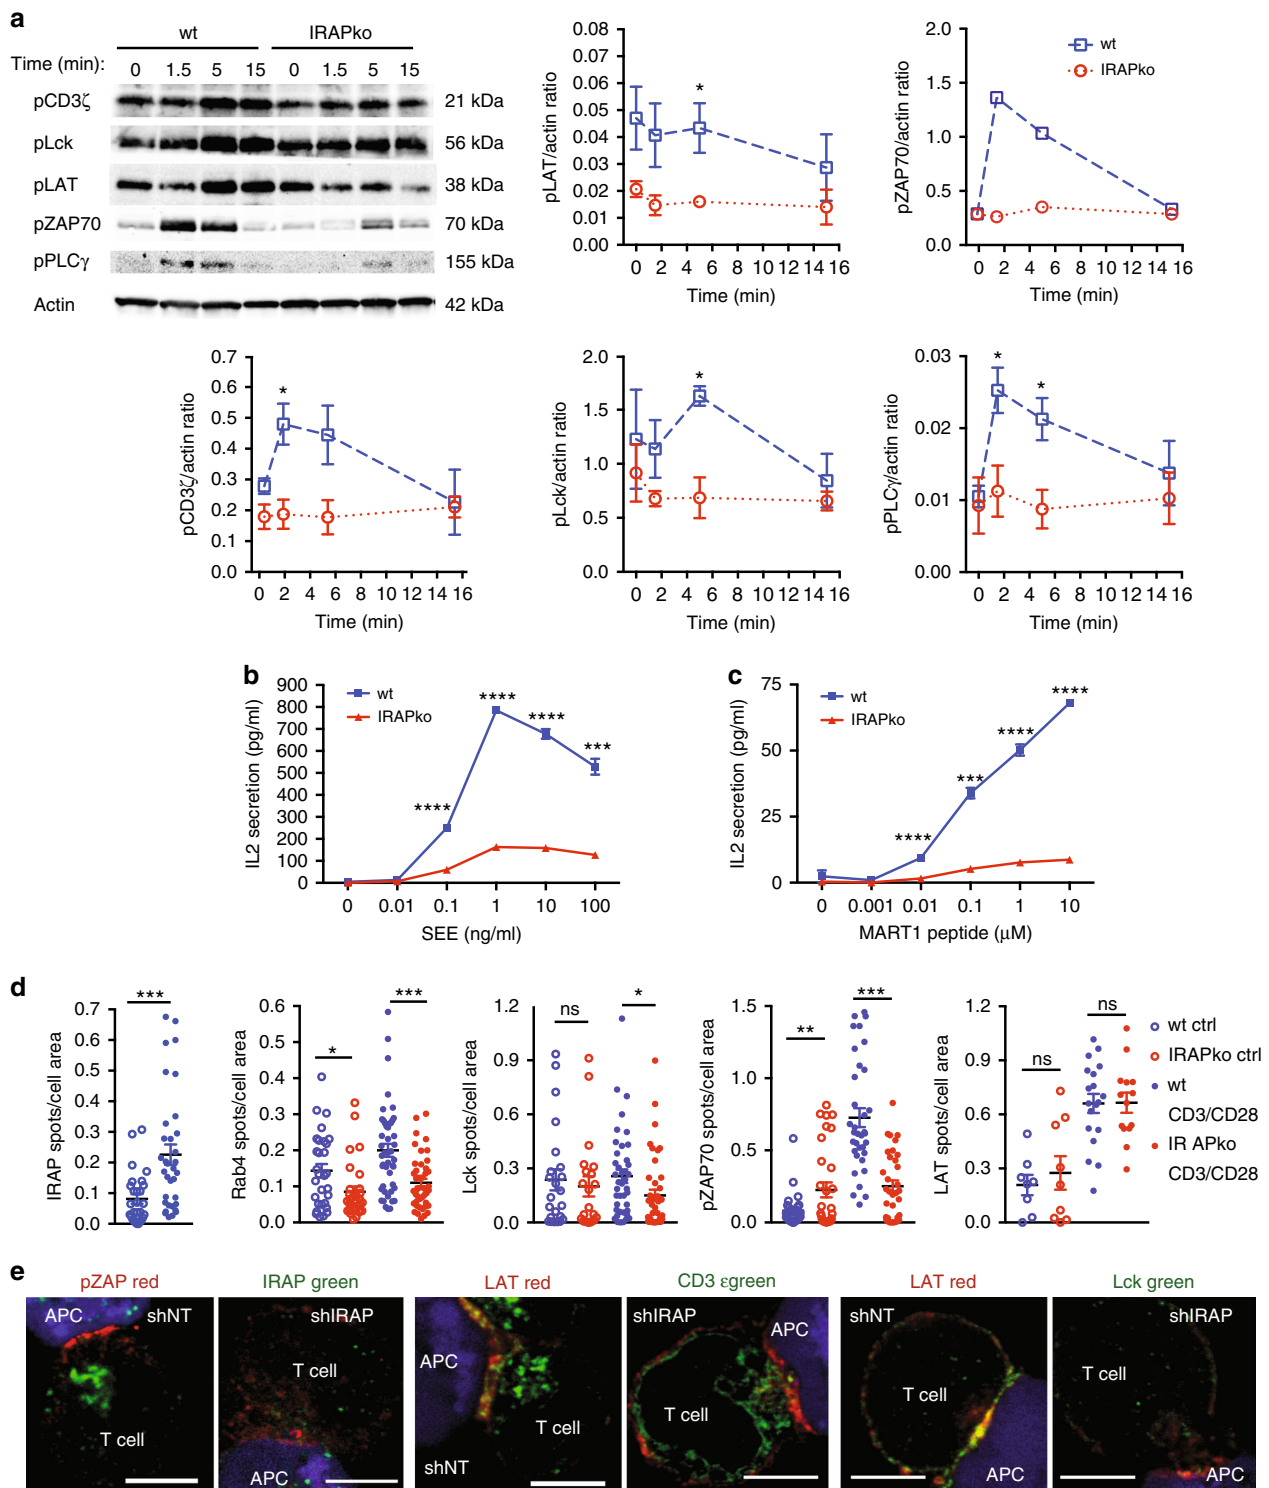 a
wt IRAPko
Time (min): 0 1.5 5 15 0 1.5 5 15
pCD3ζ 21 kDa
pLck 56 kDa
pLAT 38 kDa
pZAP70 70 kDa
pPLCγ 155 kDa
Actin 42 kDa
pLAT/actin ratio
0.08
0.07
0.06
0.05
0.04
0.03
0.02
0.01
0.00
*
0 2 4 6 8 10 12 14 16
Time (min)
pZAP70/actin ratio
2.0
1.5
1.0
0.5
0.0
wt
IRAPko
0 2 4 6 8 10 12 14 16
Time (min)
pCD3ζ/actin ratio
0.7
0.6
0.5
0.4
0.3
0.2
0.1
0.0
*
0 2 4 6 8 10 12 14 16
Time (min)
pLck/actin ratio
2.0
1.5
1.0
0.5
0.0
*
0 2 4 6 8 10 12 14 16
Time (min)
pPLCγ/actin ratio
0.03
0.02
0.01
0.00
* *
0 2 4 6 8 10 12 14 16
Time (min)
b
IL2 secretion (pg/ml)
900
800
700
600
500
400
300
200
100
0
wt
IRAPko
**** **** **** ***
0 0.01 0.1 1 10 100
SEE (ng/ml)
c
IL2 secretion (pg/ml)
75
50
25
0
wt
IRAPko
**** *** **** ****
0 0.001 0.01 0.1 1 10
MART1 peptide (µM)
d
IRAP spots/cell area
0.7
0.6
0.5
0.4
0.3
0.2
0.1
0.0
***
Rab4 spots/cell area
0.6
0.5
0.4
0.3
0.2
0.1
0.0
* ***
Lck spots/cell area
1.2
0.9
0.6
0.3
0.0
ns *
pZAP70 spots/cell area
1.5
1.0
0.5
0.0
** ***
LAT spots/cell area
1.2
0.9
0.6
0.3
0.0
ns ns
wt ctrl
IRAPko ctrl
wt
CD3/CD28
IR APko
CD3/CD28
e
pZAP red IRAP green LAT red CD3 εgreen LAT red Lck green
APC shNT
T cell
shIRAP
T cell
APC
APC
T cell
shNT
shIRAP
APC
T cell
shNT
T cell
APC
shIRAP
T cell
APC